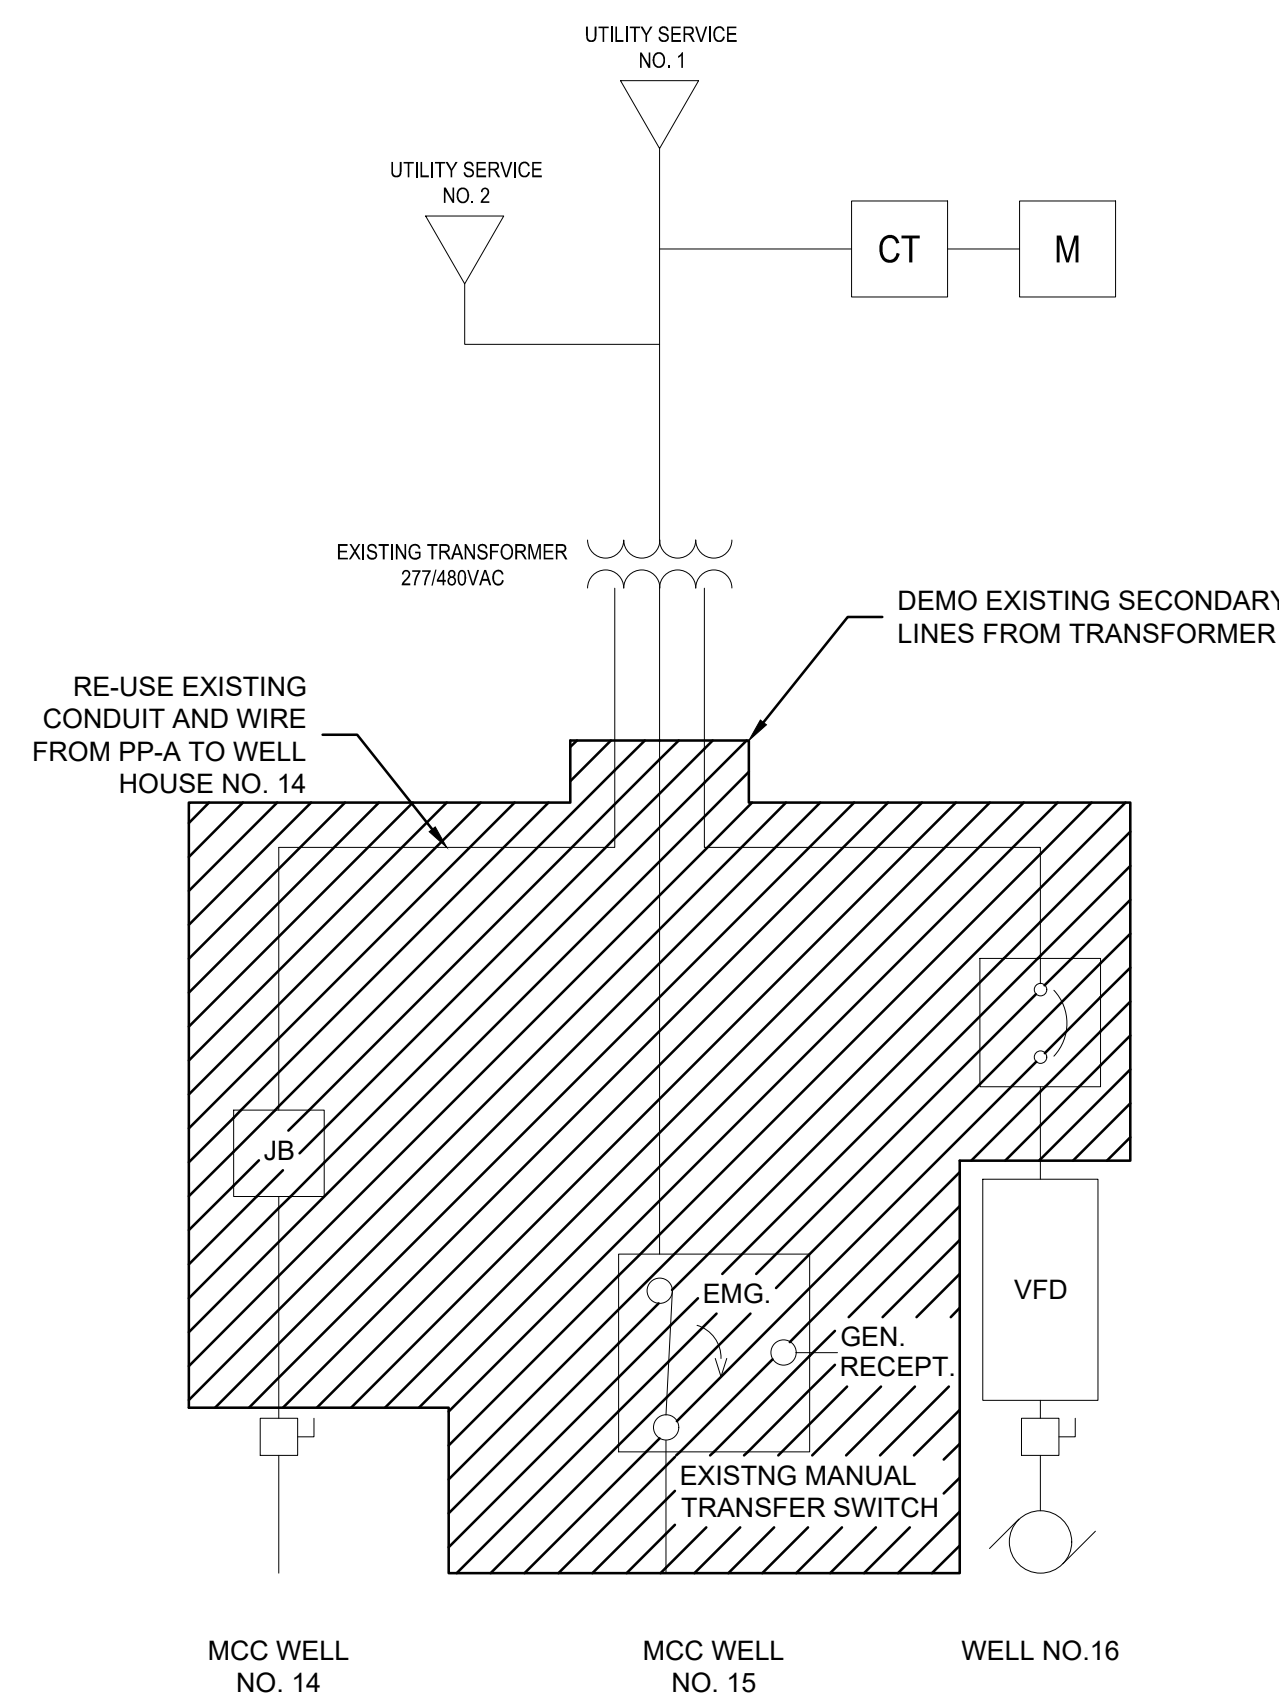 UTILITY SERVICE
NO. 1
UTILITY SERVICE
NO. 2
CT
M
EXISTING TRANSFORMER
277/480VAC
DEMO EXISTING SECONDARY
LINES FROM TRANSFORMER
RE-USE EXISTING
CONDUIT AND WIRE
FROM PP-A TO WELL
HOUSE NO. 14
JB
EMG.
GEN.
RECEPT.
VFD
EXISTNG MANUAL
TRANSFER SWITCH
MCC WELL
NO. 14
MCC WELL
NO. 15
WELL NO.16